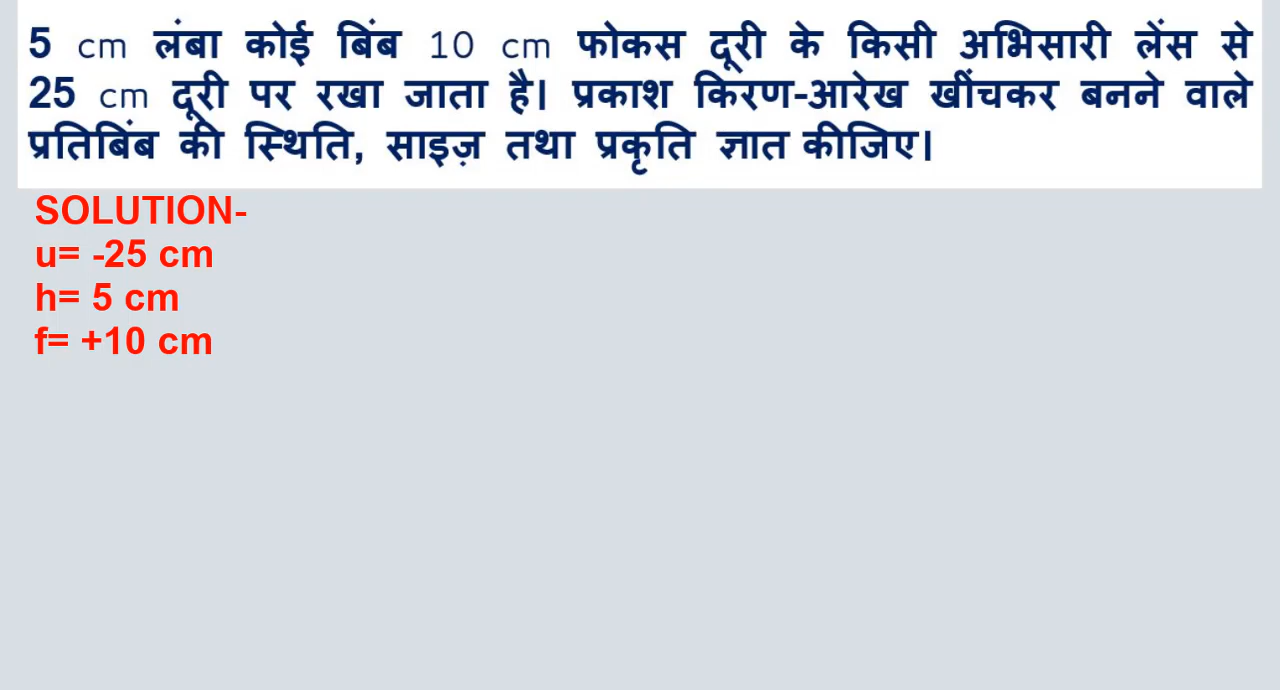 5 cm लंबा कोई बिंब 10 cm फोकस दूरी के किसी अभिसारी लेंस से
25 cm दूरी पर रखा जाता है। प्रकाश किरण-आरेख खींचकर बनने वाले
प्रतिबिंब की स्थिति, साइज़ तथा प्रकृति ज्ञात कीजिए।
SOLUTION-
u= -25 cm
h= 5 cm
f= +10 cm